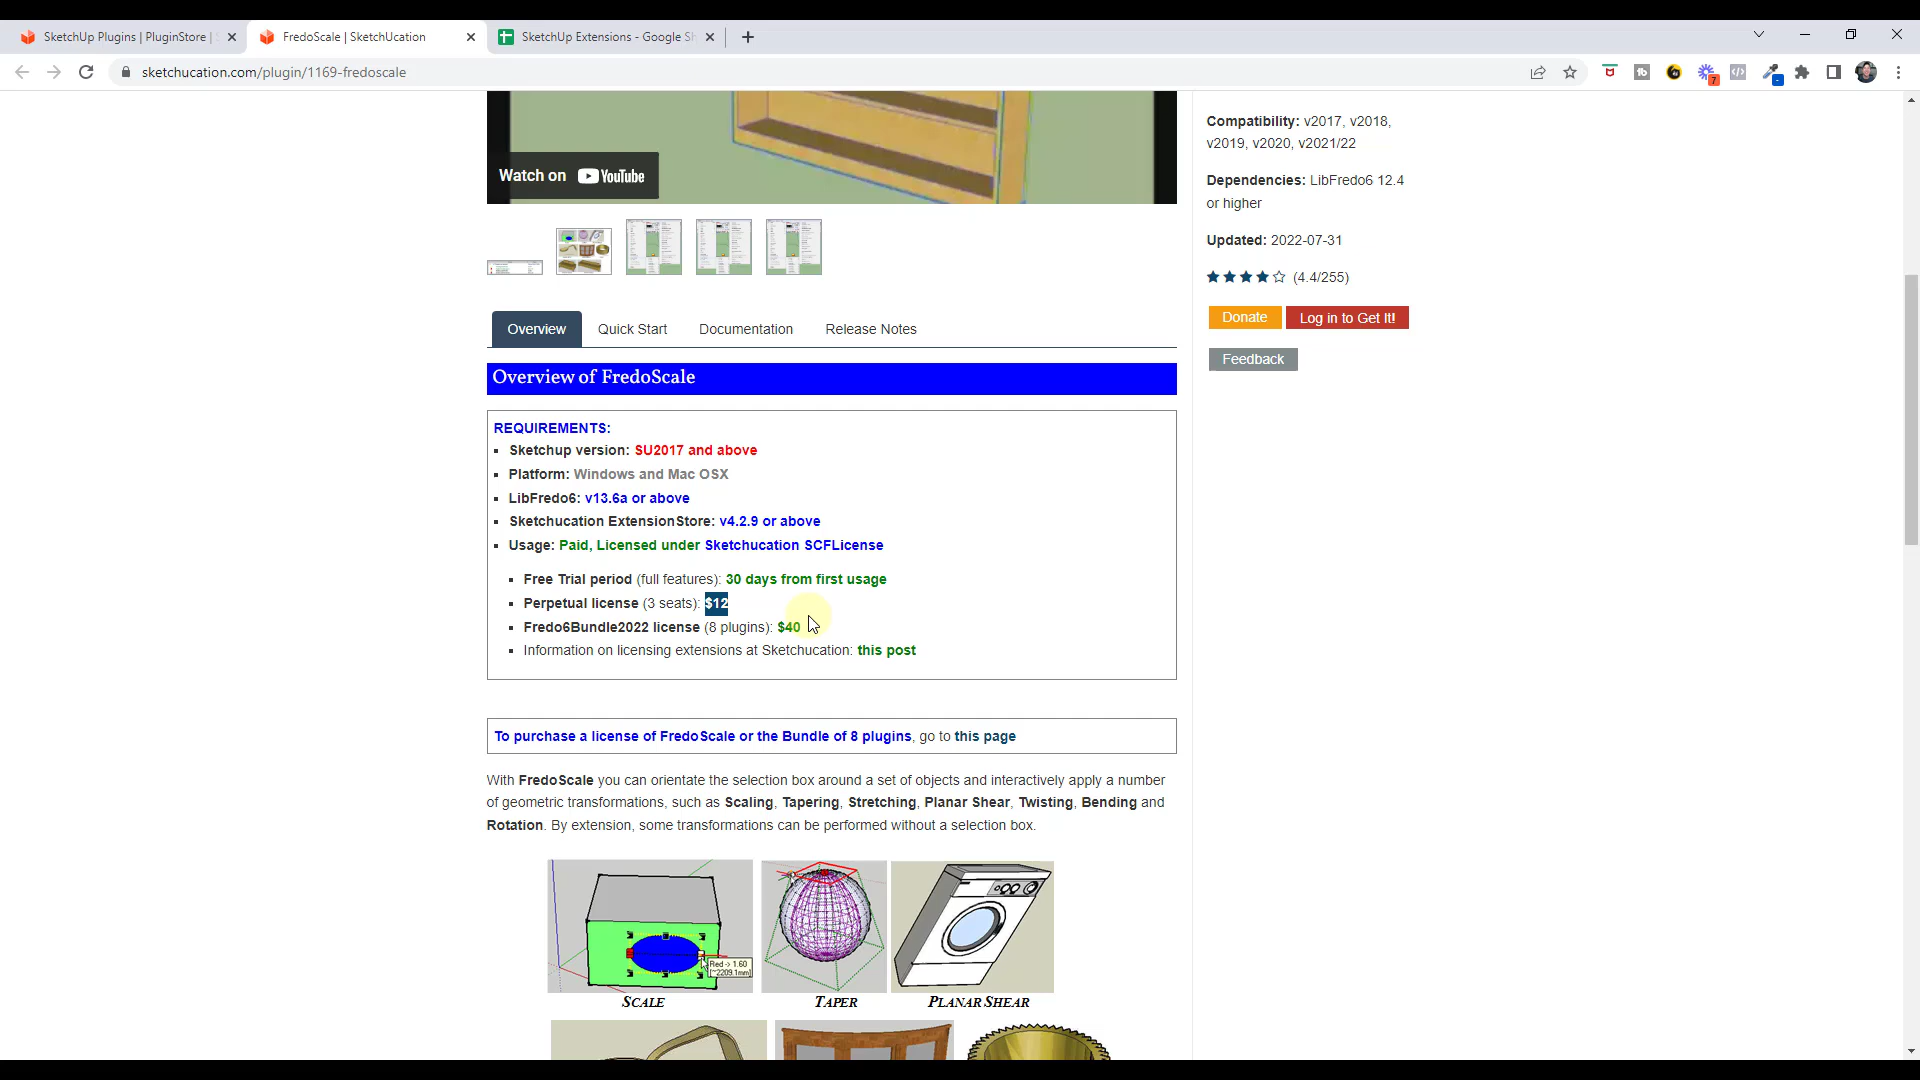 SketchUp Plugins | PluginStore |
FredoScale | SketchUcation
SketchUp Extensions - Google Sh
sketchucation.com/plugin/1169-fredoscale
7
Watch on YouTube
Compatibility: v2017, v2018,
v2019, v2020, v2021/22
Dependencies: LibFredo6 12.4
or higher
Updated: 2022-07-31
(4.4/255)
Donate
Log in to Get It!
Feedback
Overview
Quick Start
Documentation
Release Notes
Overview of FredoScale
REQUIREMENTS:
Sketchup version: SU2017 and above
Platform: Windows and Mac OSX
LibFredo6: v13.6a or above
Sketchucation ExtensionStore: v4.2.9 or above
Usage: Paid, Licensed under Sketchucation SCFLicense
Free Trial period (full features): 30 days from first usage
Perpetual license (3 seats): $12
Fredo6Bundle2022 license (8 plugins): $40
Information on licensing extensions at Sketchucation: this post
To purchase a license of FredoScale or the Bundle of 8 plugins, go to this page
With FredoScale you can orientate the selection box around a set of objects and interactively apply a number
of geometric transformations, such as Scaling, Tapering, Stretching, Planar Shear, Twisting, Bending and
Rotation. By extension, some transformations can be performed without a selection box.
Red -> 1.60
[~2209.1mm]
SCALE
TAPER
PLANAR SHEAR